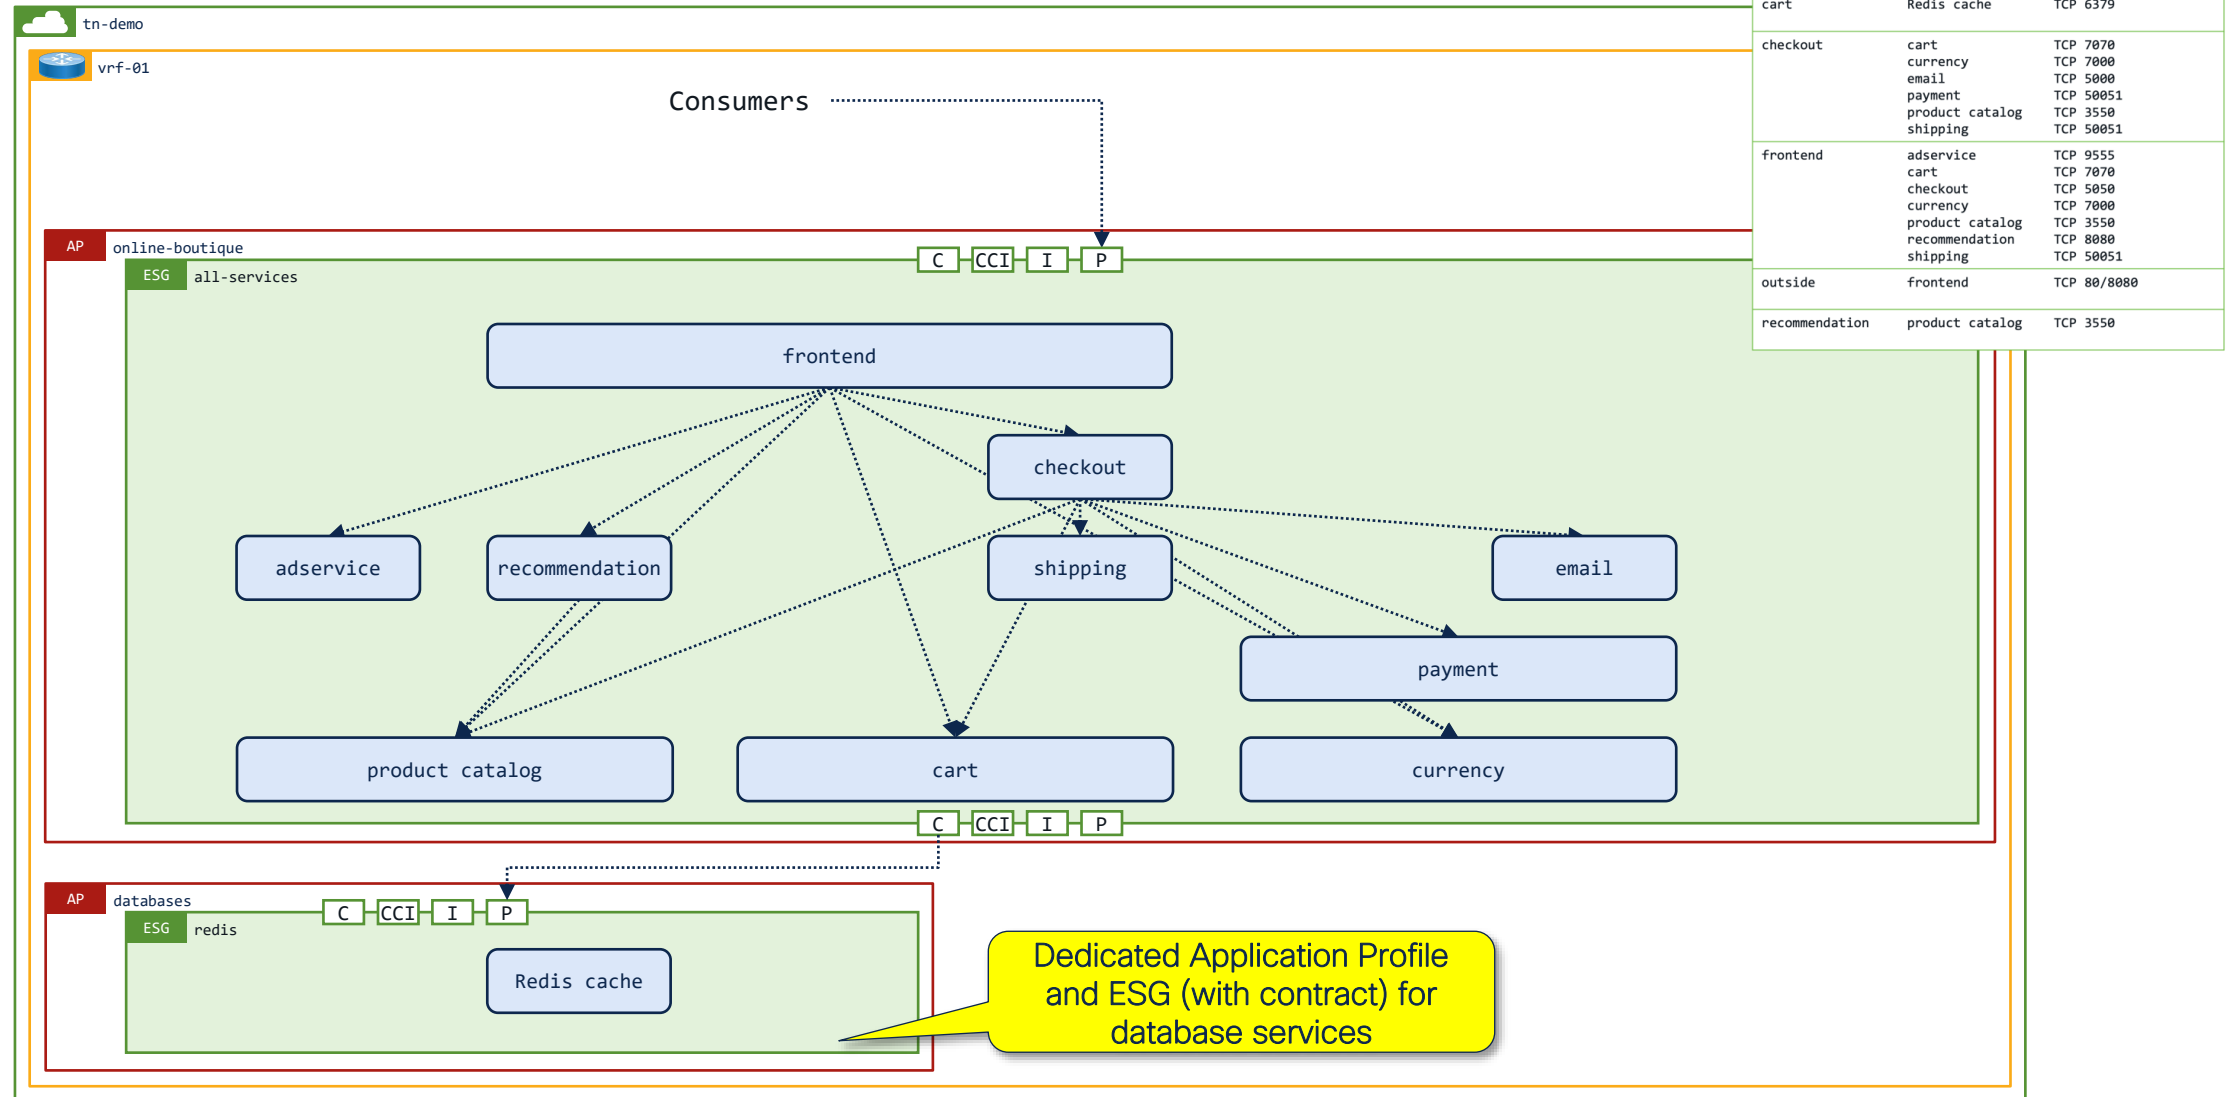 tn-demo
vrf-01
Consumers
cart Redis cache TCP 6379
checkout cart TCP 7070
currency TCP 7000
email TCP 5000
payment TCP 50051
product catalog TCP 3550
shipping TCP 50051
frontend adservice TCP 9555
cart TCP 7070
checkout TCP 5050
currency TCP 7000
product catalog TCP 3550
recommendation TCP 8080
shipping TCP 50051
outside frontend TCP 80/8080
recommendation product catalog TCP 3550
AP online-boutique
C CCI I P
ESG all-services
frontend
checkout
adservice recommendation shipping email
payment
product catalog cart currency
C CCI I P
AP databases
C CCI I P
ESG redis
Redis cache
Dedicated Application Profile
and ESG (with contract) for
database services